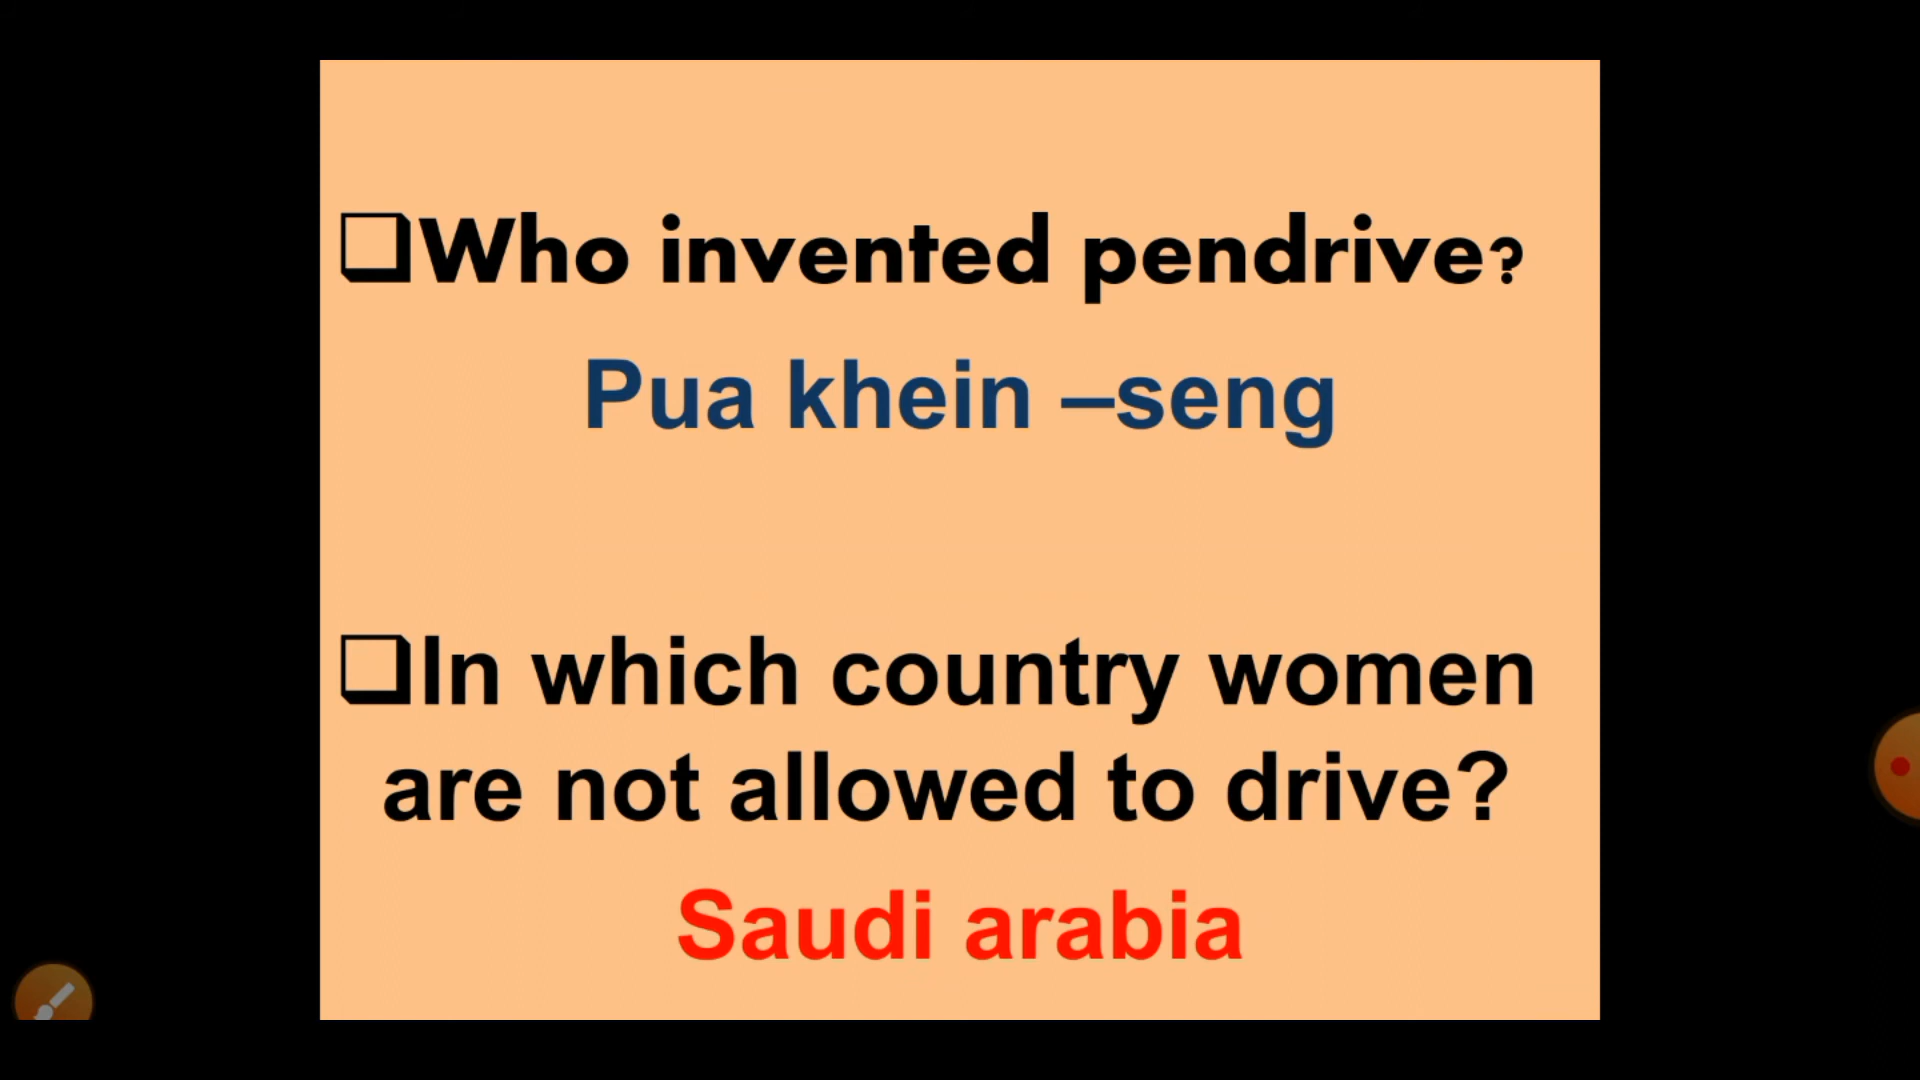 ❑Who invented pendrive?
Pua khein –seng
❑In which country women
are not allowed to drive?
Saudi arabia